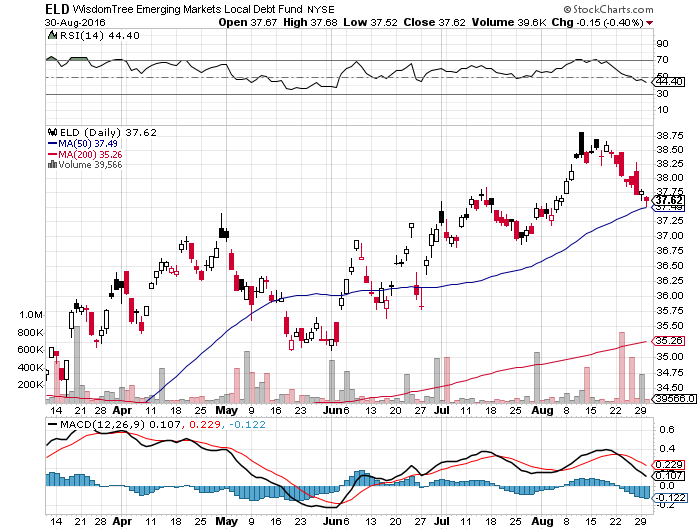 ELD WisdomTree Emerging Markets Local Debt Fund NYSE © StockCharts.com
30-Aug-2016 Open 37.67 High 37.68 Low 37.52 Close 37.62 Volume 39.6K Chg -0.15 (-0.40%)
RSI(14) 44.40
90
70
50
44.40
30
10
ELD (Daily) 37.62
MA(50) 37.49
MA(200) 35.26
Volume 39,566
38.75
38.50
38.25
38.00
37.75
37.62
37.49
37.25
37.00
36.75
36.50
36.25
36.00
35.75
35.50
35.26
35.00
34.75
34.50
39566.0
1.0M
800K
600K
400K
200K
14 21 28 Apr 11 18 25 May 9 16 23 Jun 6 13 20 27 Jul 11 18 25 Aug 8 15 22 29
MACD(12,26,9) 0.107, 0.229, -0.122
0.6
0.4
0.229
0.107
-0.122
-0.2
14 21 28 Apr 11 18 25 May 9 16 23 Jun 6 13 20 27 Jul 11 18 25 Aug 8 15 22 29